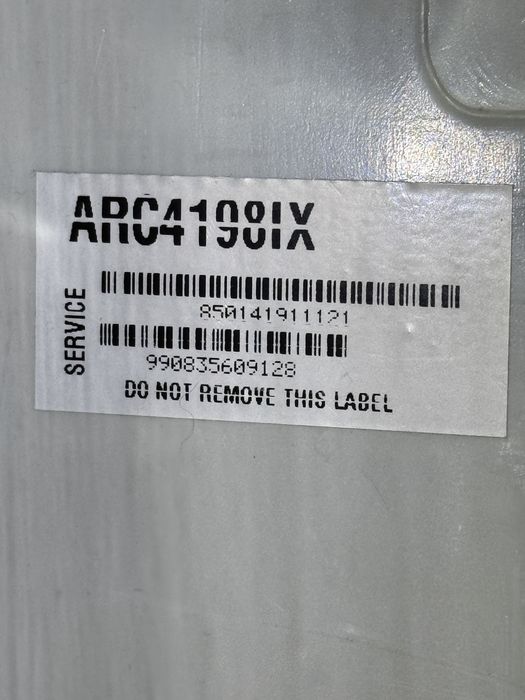 ARC4198IX
SERVICE
850141911121
990835609128
DO NOT REMOVE THIS LABEL